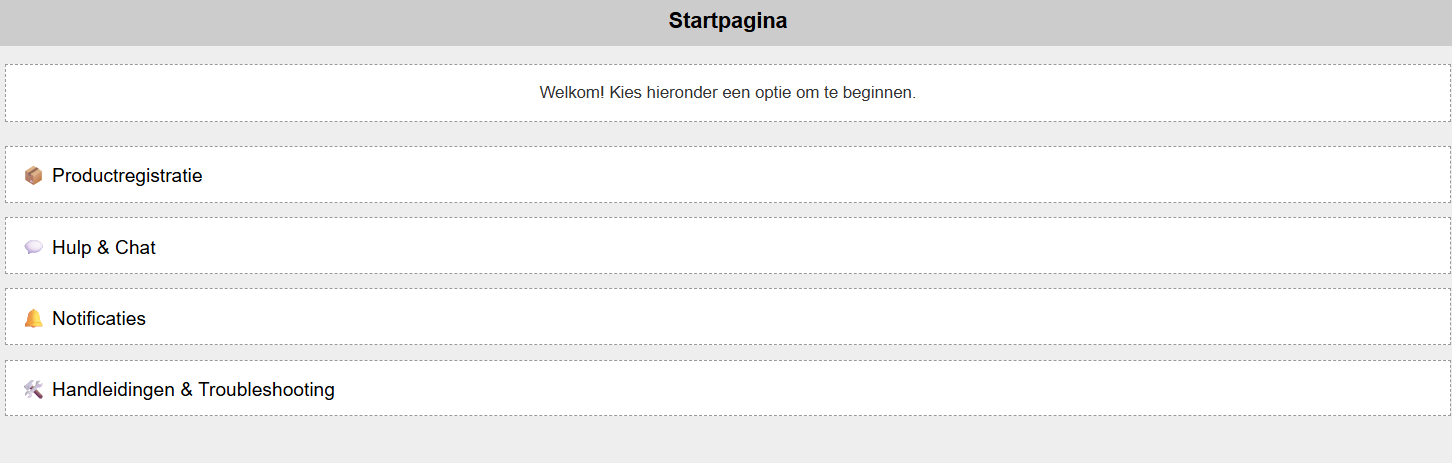 Startpagina
Welkom! Kies hieronder een optie om te beginnen.
Productregistratie
Hulp & Chat
Notificaties
Handleidingen & Troubleshooting